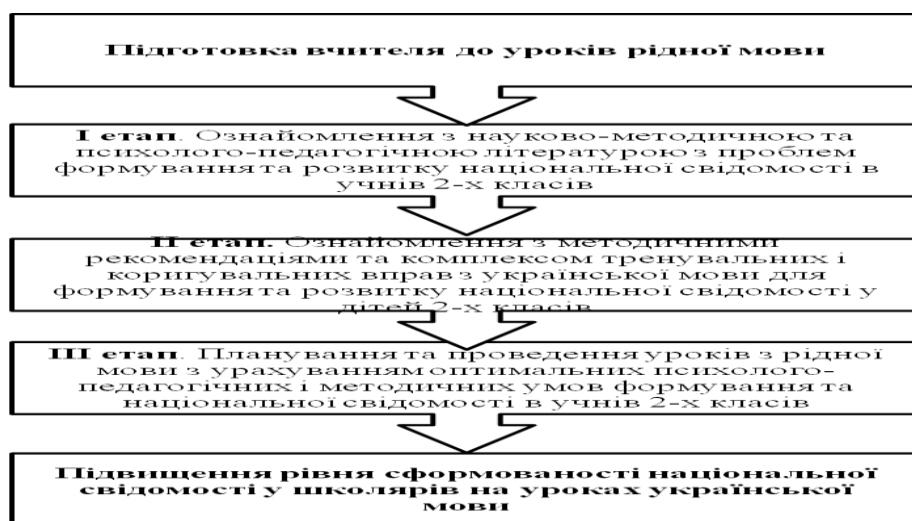 Підготовка вчителя до уроків рідної мови
І етап. Ознайомлення з науково-методичною та
психолого-педагогічною літературою з проблем
формування та розвитку національної свідомості в
учнів 2-х класів
ІІ етап. Ознайомлення з методичними
рекомендаціями та комплексом тренувальних і
коригувальних вправ з української мови для
формування та розвитку національної свідомості у
дітей 2-х класів
ІІІ етап. Планування та проведення уроків з рідної
мови з урахуванням оптимальних психолого-
педагогічних і методичних умов формування та
національної свідомості в учнів 2-х класів
Підвищення рівня сформованості національної
свідомості у школярів на уроках української
мови